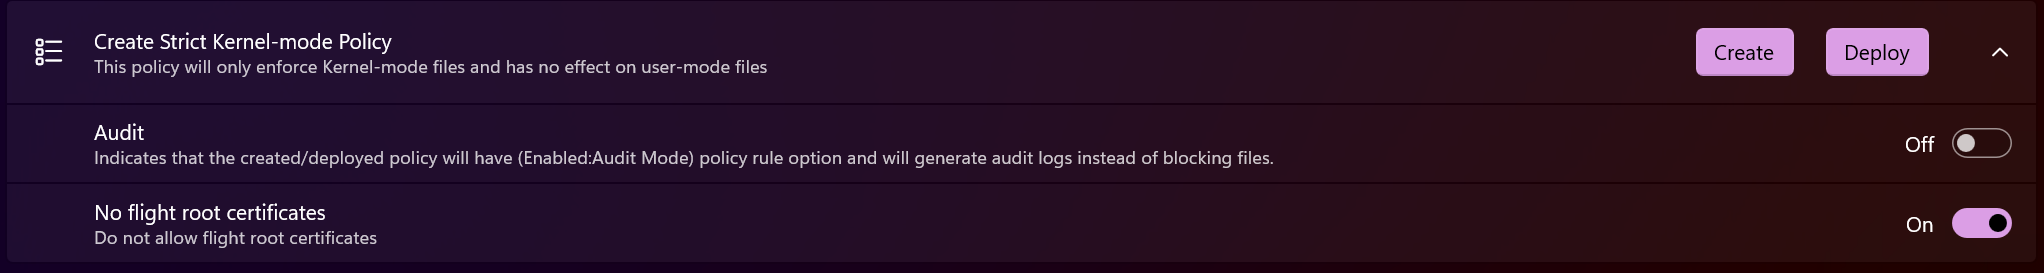 Create Strict Kernel-mode Policy
This policy will only enforce Kernel-mode files and has no effect on user-mode files
Create
Deploy
Audit
Indicates that the created/deployed policy will have (Enabled:Audit Mode) policy rule option and will generate audit logs instead of blocking files.
Off
No flight root certificates
Do not allow flight root certificates
On